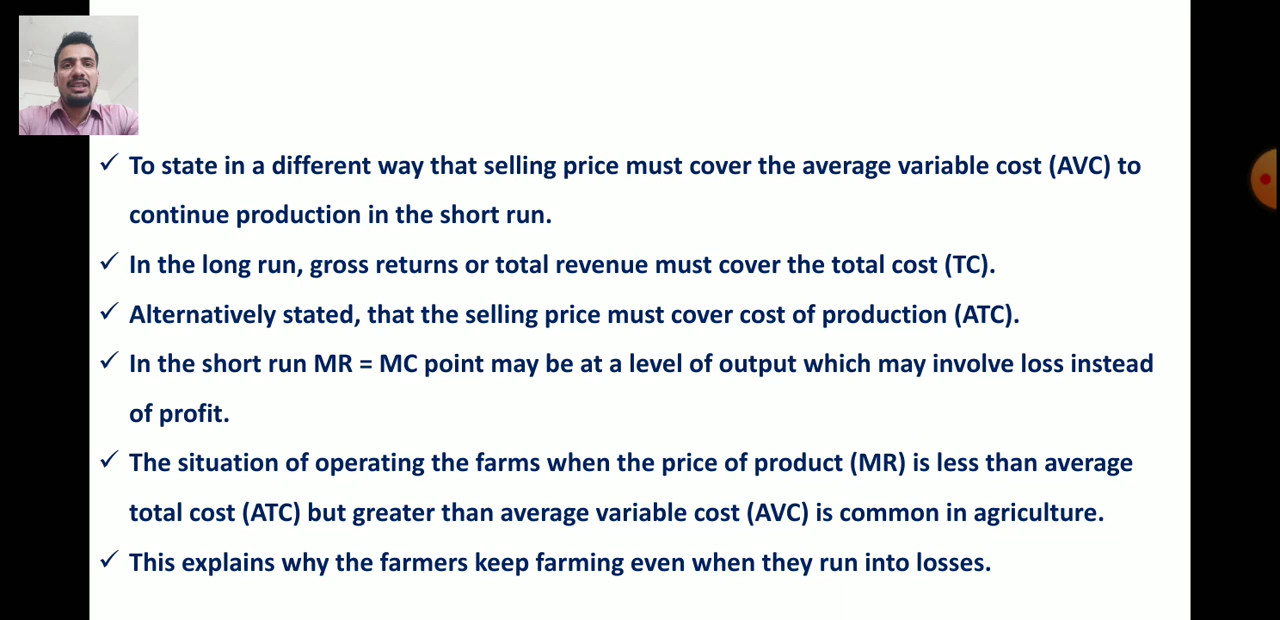 ✓ To state in a different way that selling price must cover the average variable cost (AVC) to
continue production in the short run.
✓ In the long run, gross returns or total revenue must cover the total cost (TC).
✓ Alternatively stated, that the selling price must cover cost of production (ATC).
✓ In the short run MR = MC point may be at a level of output which may involve loss instead
of profit.
✓ The situation of operating the farms when the price of product (MR) is less than average
total cost (ATC) but greater than average variable cost (AVC) is common in agriculture.
✓ This explains why the farmers keep farming even when they run into losses.